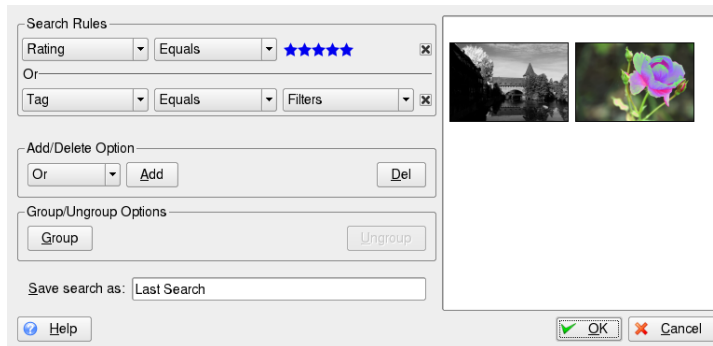 Search Rules
Rating Equals
Or
Tag Equals Filters
Add/Delete Option
Or Add Del
Group/Ungroup Options
Group Ungroup
Save search as: Last Search
Help OK Cancel